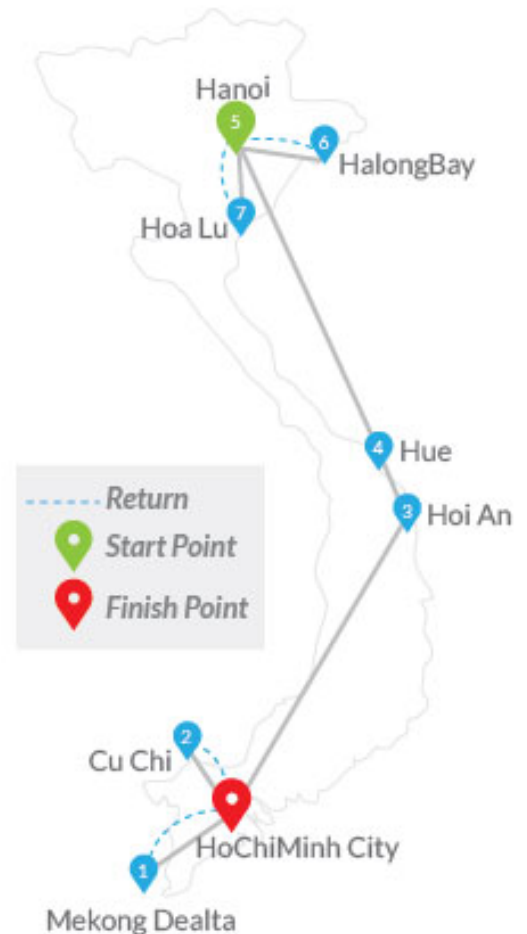 Hanoi
5
6
HalongBay
7
Hoa Lu
4
Hue
3
Hoi An
Return
Start Point
Finish Point
2
Cu Chi
HoChiMinh City
1
Mekong Dealta